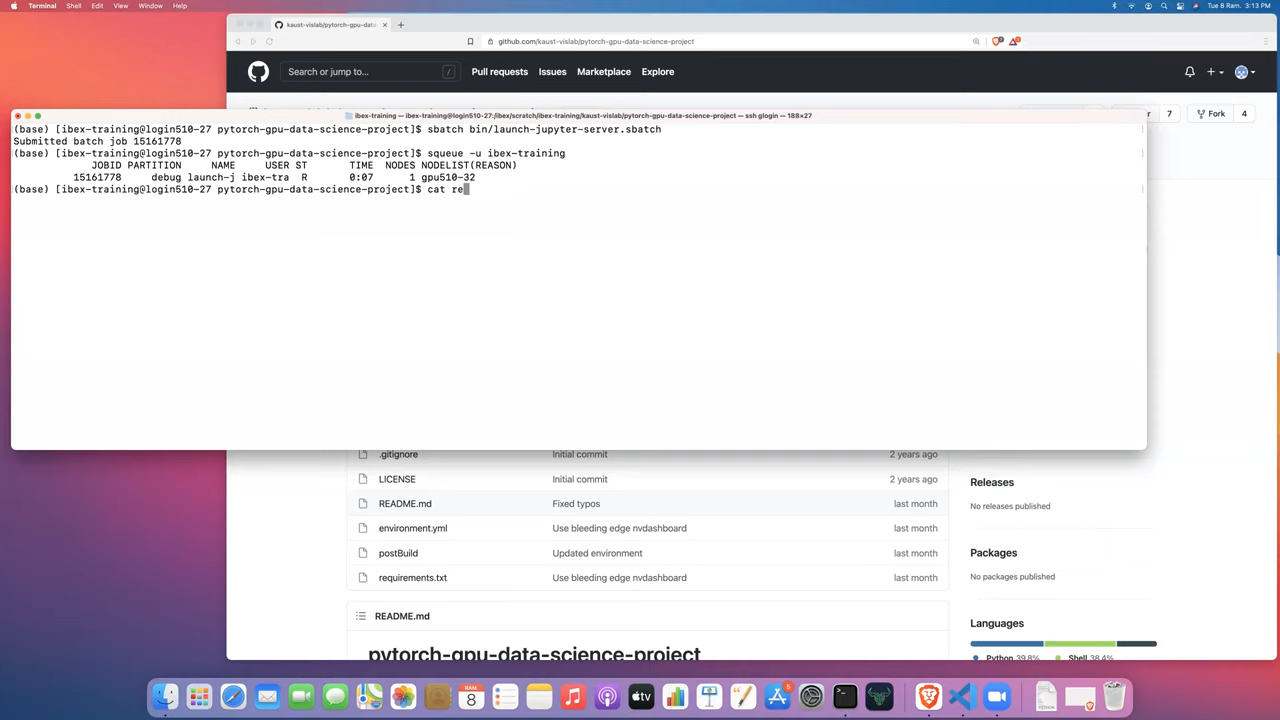 Terminal Shell Edit View Window Help
Tue 8 Ram. 3:13 PM
kaust-vislab/pytorch-gpu-data-
github.com/kaust-vislab/pytorch-gpu-data-science-project
Search or jump to... /
Pull requests Issues Marketplace Explore
ibex-training — ibex-training@login510-27:/ibex/scratch/ibex-training/kaust-vislab/pytorch-gpu-data-science-project — ssh glogin — 188×27
7 Fork 4
(base) [ibex-training@login510-27 pytorch-gpu-data-science-project]$ sbatch bin/launch-jupyter-server.sbatch
Submitted batch job 15161778
(base) [ibex-training@login510-27 pytorch-gpu-data-science-project]$ squeue -u ibex-training
JOBID PARTITION NAME USER ST TIME NODES NODELIST(REASON)
15161778 debug launch-j ibex-tra R 0:07 1 gpu510-32
(base) [ibex-training@login510-27 pytorch-gpu-data-science-project]$ cat re
.gitignore Initial commit 2 years ago
LICENSE Initial commit 2 years ago
README.md Fixed typos last month
environment.yml Use bleeding edge nvdashboard last month
postBuild Updated environment last month
requirements.txt Use bleeding edge nvdashboard last month
Releases
No releases published
Packages
No packages published
Languages
Python 39.8% Shell 38.4%
README.md
pytorch-gpu-data-science-project
RAM.
8
tv
5